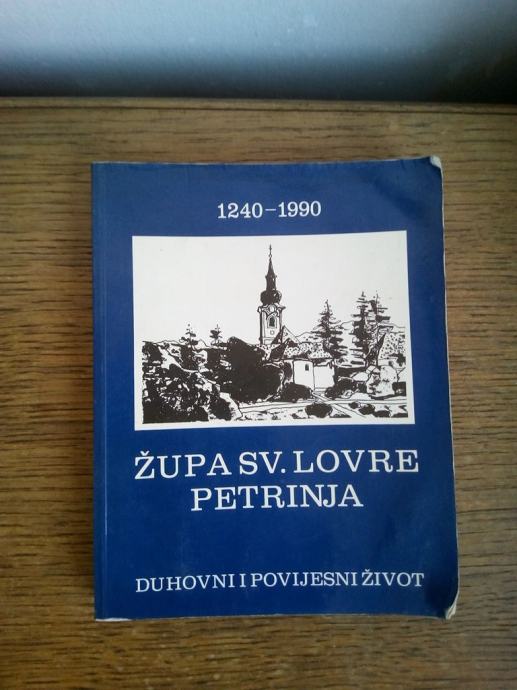 1240-1990
ŽUPA SV. LOVRE
PETRINJA
DUHOVNI I POVIJESNI ŽIVOT